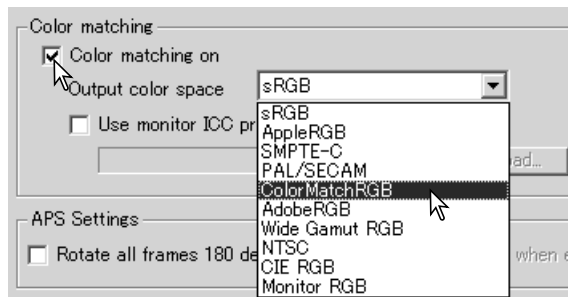 Color matching
Color matching on
Output color space sRGB
sRGB
Use monitor ICC pr
AppleRGB
SMPTE-C
PAL/SECAM
ad...
ColorMatchRGB
AdobeRGB
APS Settings
Wide Gamut RGB
NTSC
Rotate all frames 180 de
when e
CIE RGB
Monitor RGB